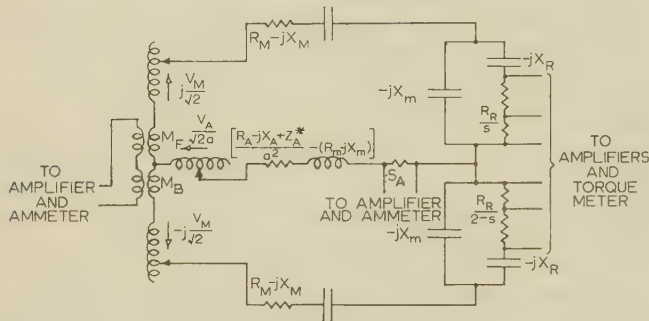 R_M-jX_M
-jX_R
j V_M/√2
-jX_m
R_R/s
V_A/√2a
[(R_A-jX_A+Z_A*)/a² -(R_m-jX_m)]
M_F
TO
AMPLIFIER
AND
AMMETER
M_B
S_A
TO AMPLIFIER
AND AMMETER
TO
AMPLIFIERS
AND
TORQUE
METER
R_R/2-s
-j V_M/√2
-jX_m
-jX_R
R_M-jX_M